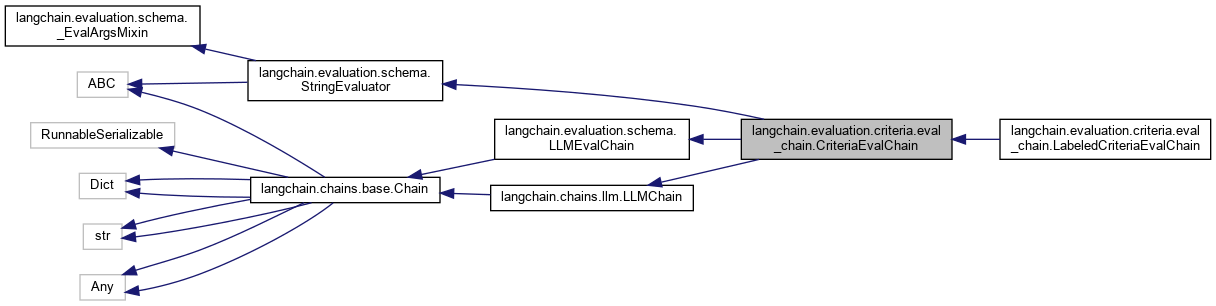 langchain.evaluation.schema.
_EvalArgsMixin
ABC
langchain.evaluation.schema.
StringEvaluator
RunnableSerializable
langchain.evaluation.schema.
LLMEvalChain
langchain.evaluation.criteria.eval
_chain.CriteriaEvalChain
langchain.evaluation.criteria.eval
_chain.LabeledCriteriaEvalChain
Dict
langchain.chains.base.Chain
langchain.chains.llm.LLMChain
str
Any